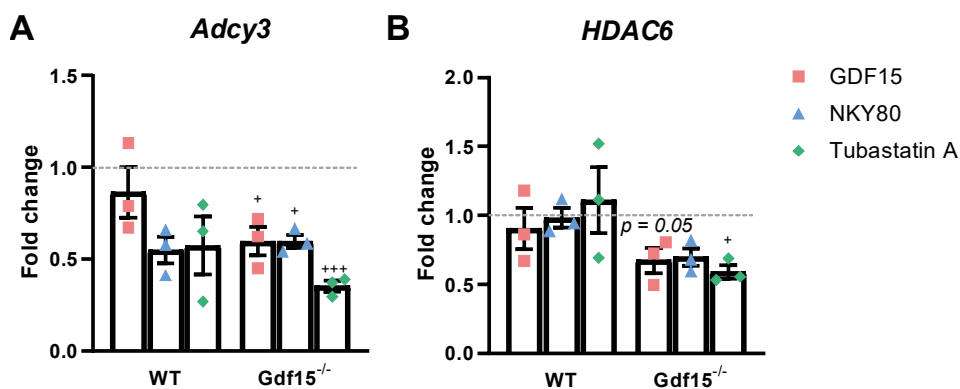 A
Adcy3
Fold change
1.5
1.0
0.5
0.0
+
+
+++
WT
Gdf15-/-
B
HDAC6
Fold change
2.0
1.5
1.0
0.5
0.0
p = 0.05
+
WT
Gdf15-/-
GDF15
NKY80
Tubastatin A